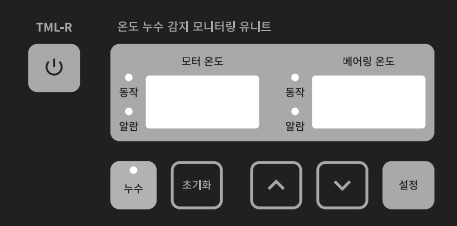 TML-R 온도 누수 감지 모니터링 유니트
모터 온도 베어링 온도
동작 동작
알람 알람
누수 초기화 설정